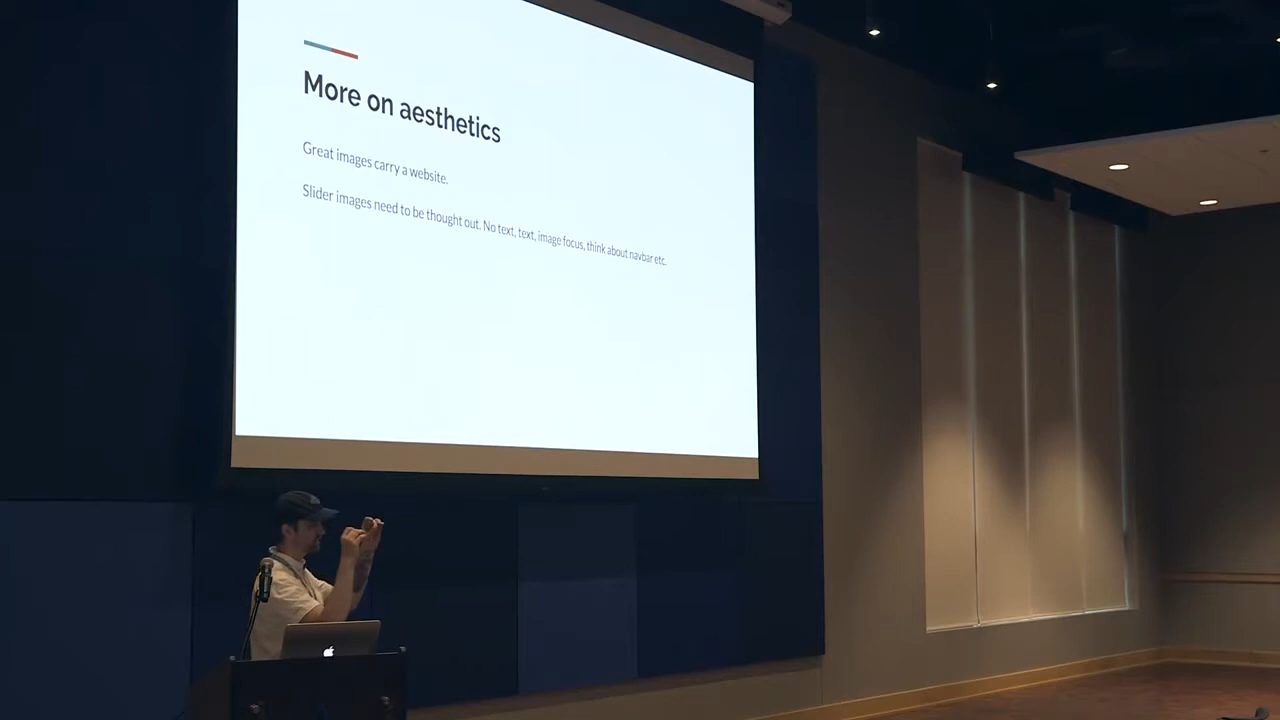 More on aesthetics
Great images carry a website.
Slider images need to be thought out. No text, text, image focus, think about navbar etc.